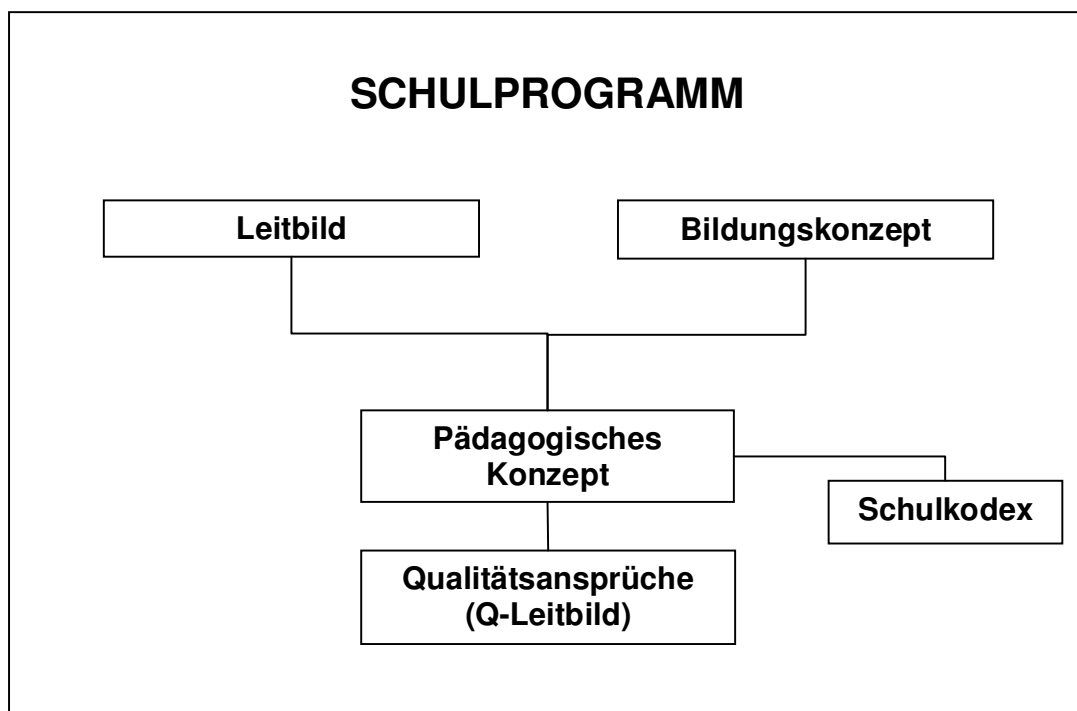 SCHULPROGRAMM
Leitbild
Bildungskonzept
Pädagogisches
Konzept
Schulkodex
Qualitätsansprüche
(Q-Leitbild)